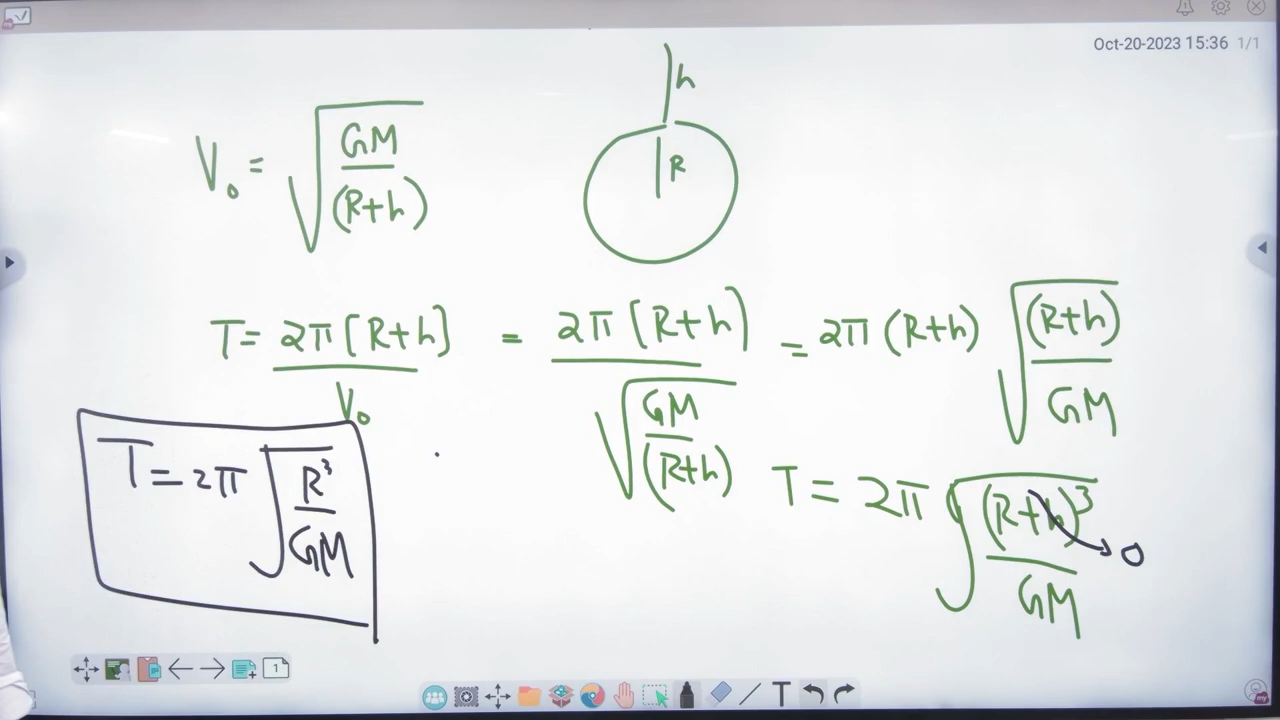 Oct-20-2023 15:36 1/1
h
R
V₀ = √(GM/(R+h))
T = 2π[R+h]/V₀ = 2π[R+h]/√(GM/(R+h)) = 2π(R+h)√((R+h)/GM)
T = 2π√((R+h)³/GM) → 0
T = 2π√(R³/GM)
1
T